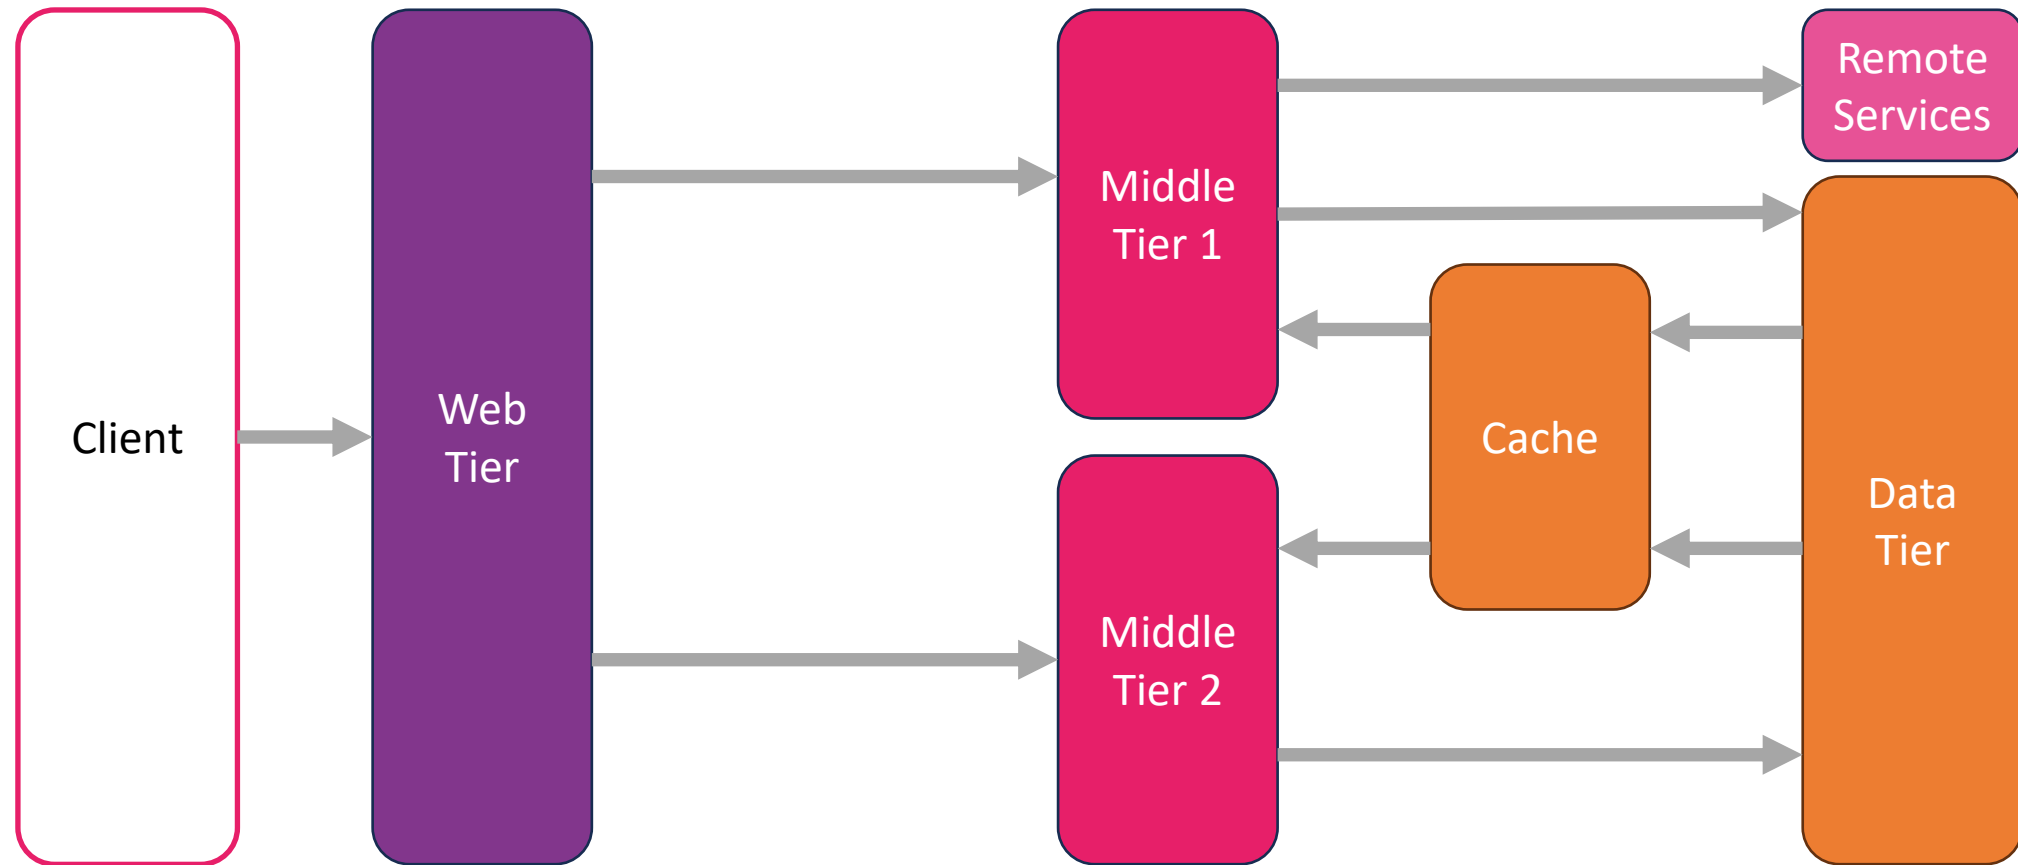 Client
Web
Tier
Middle
Tier 1
Middle
Tier 2
Cache
Remote
Services
Data
Tier